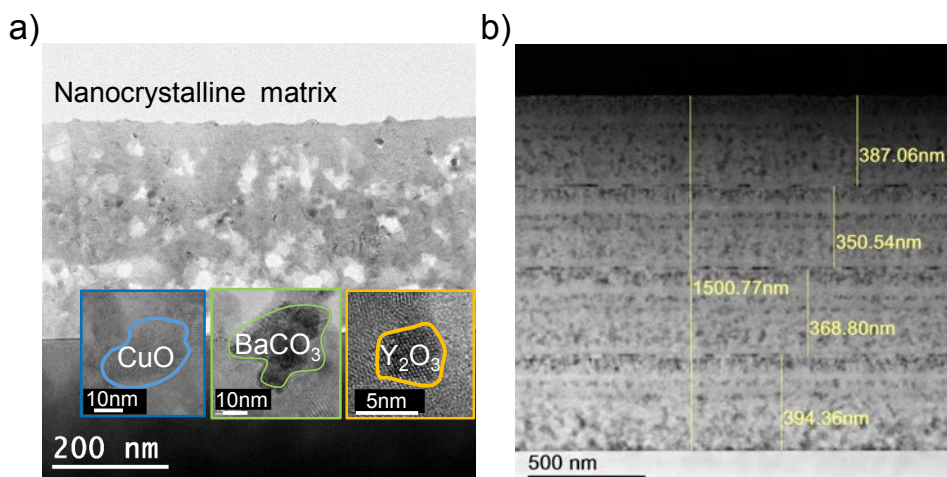 a)
Nanocrystalline matrix
CuO
10nm
BaCO₃
10nm
Y₂O₃
5nm
200 nm
b)
387.06nm
350.54nm
1500.77nm
368.80nm
394.36nm
500 nm